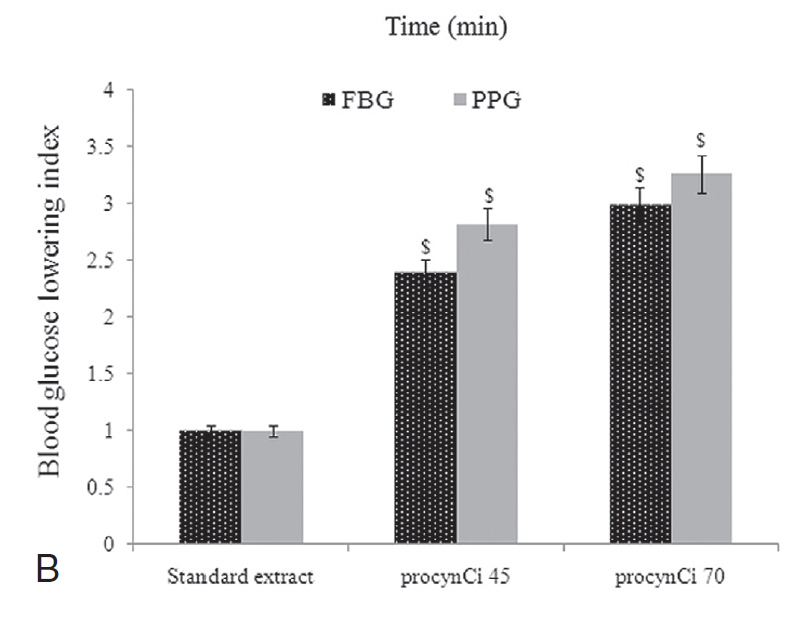 Time (min)
Blood glucose lowering index
4
3.5
3
2.5
2
1.5
1
0.5
0
FBG PPG
$
$
$
$
Standard extract procynCi 45 procynCi 70
B